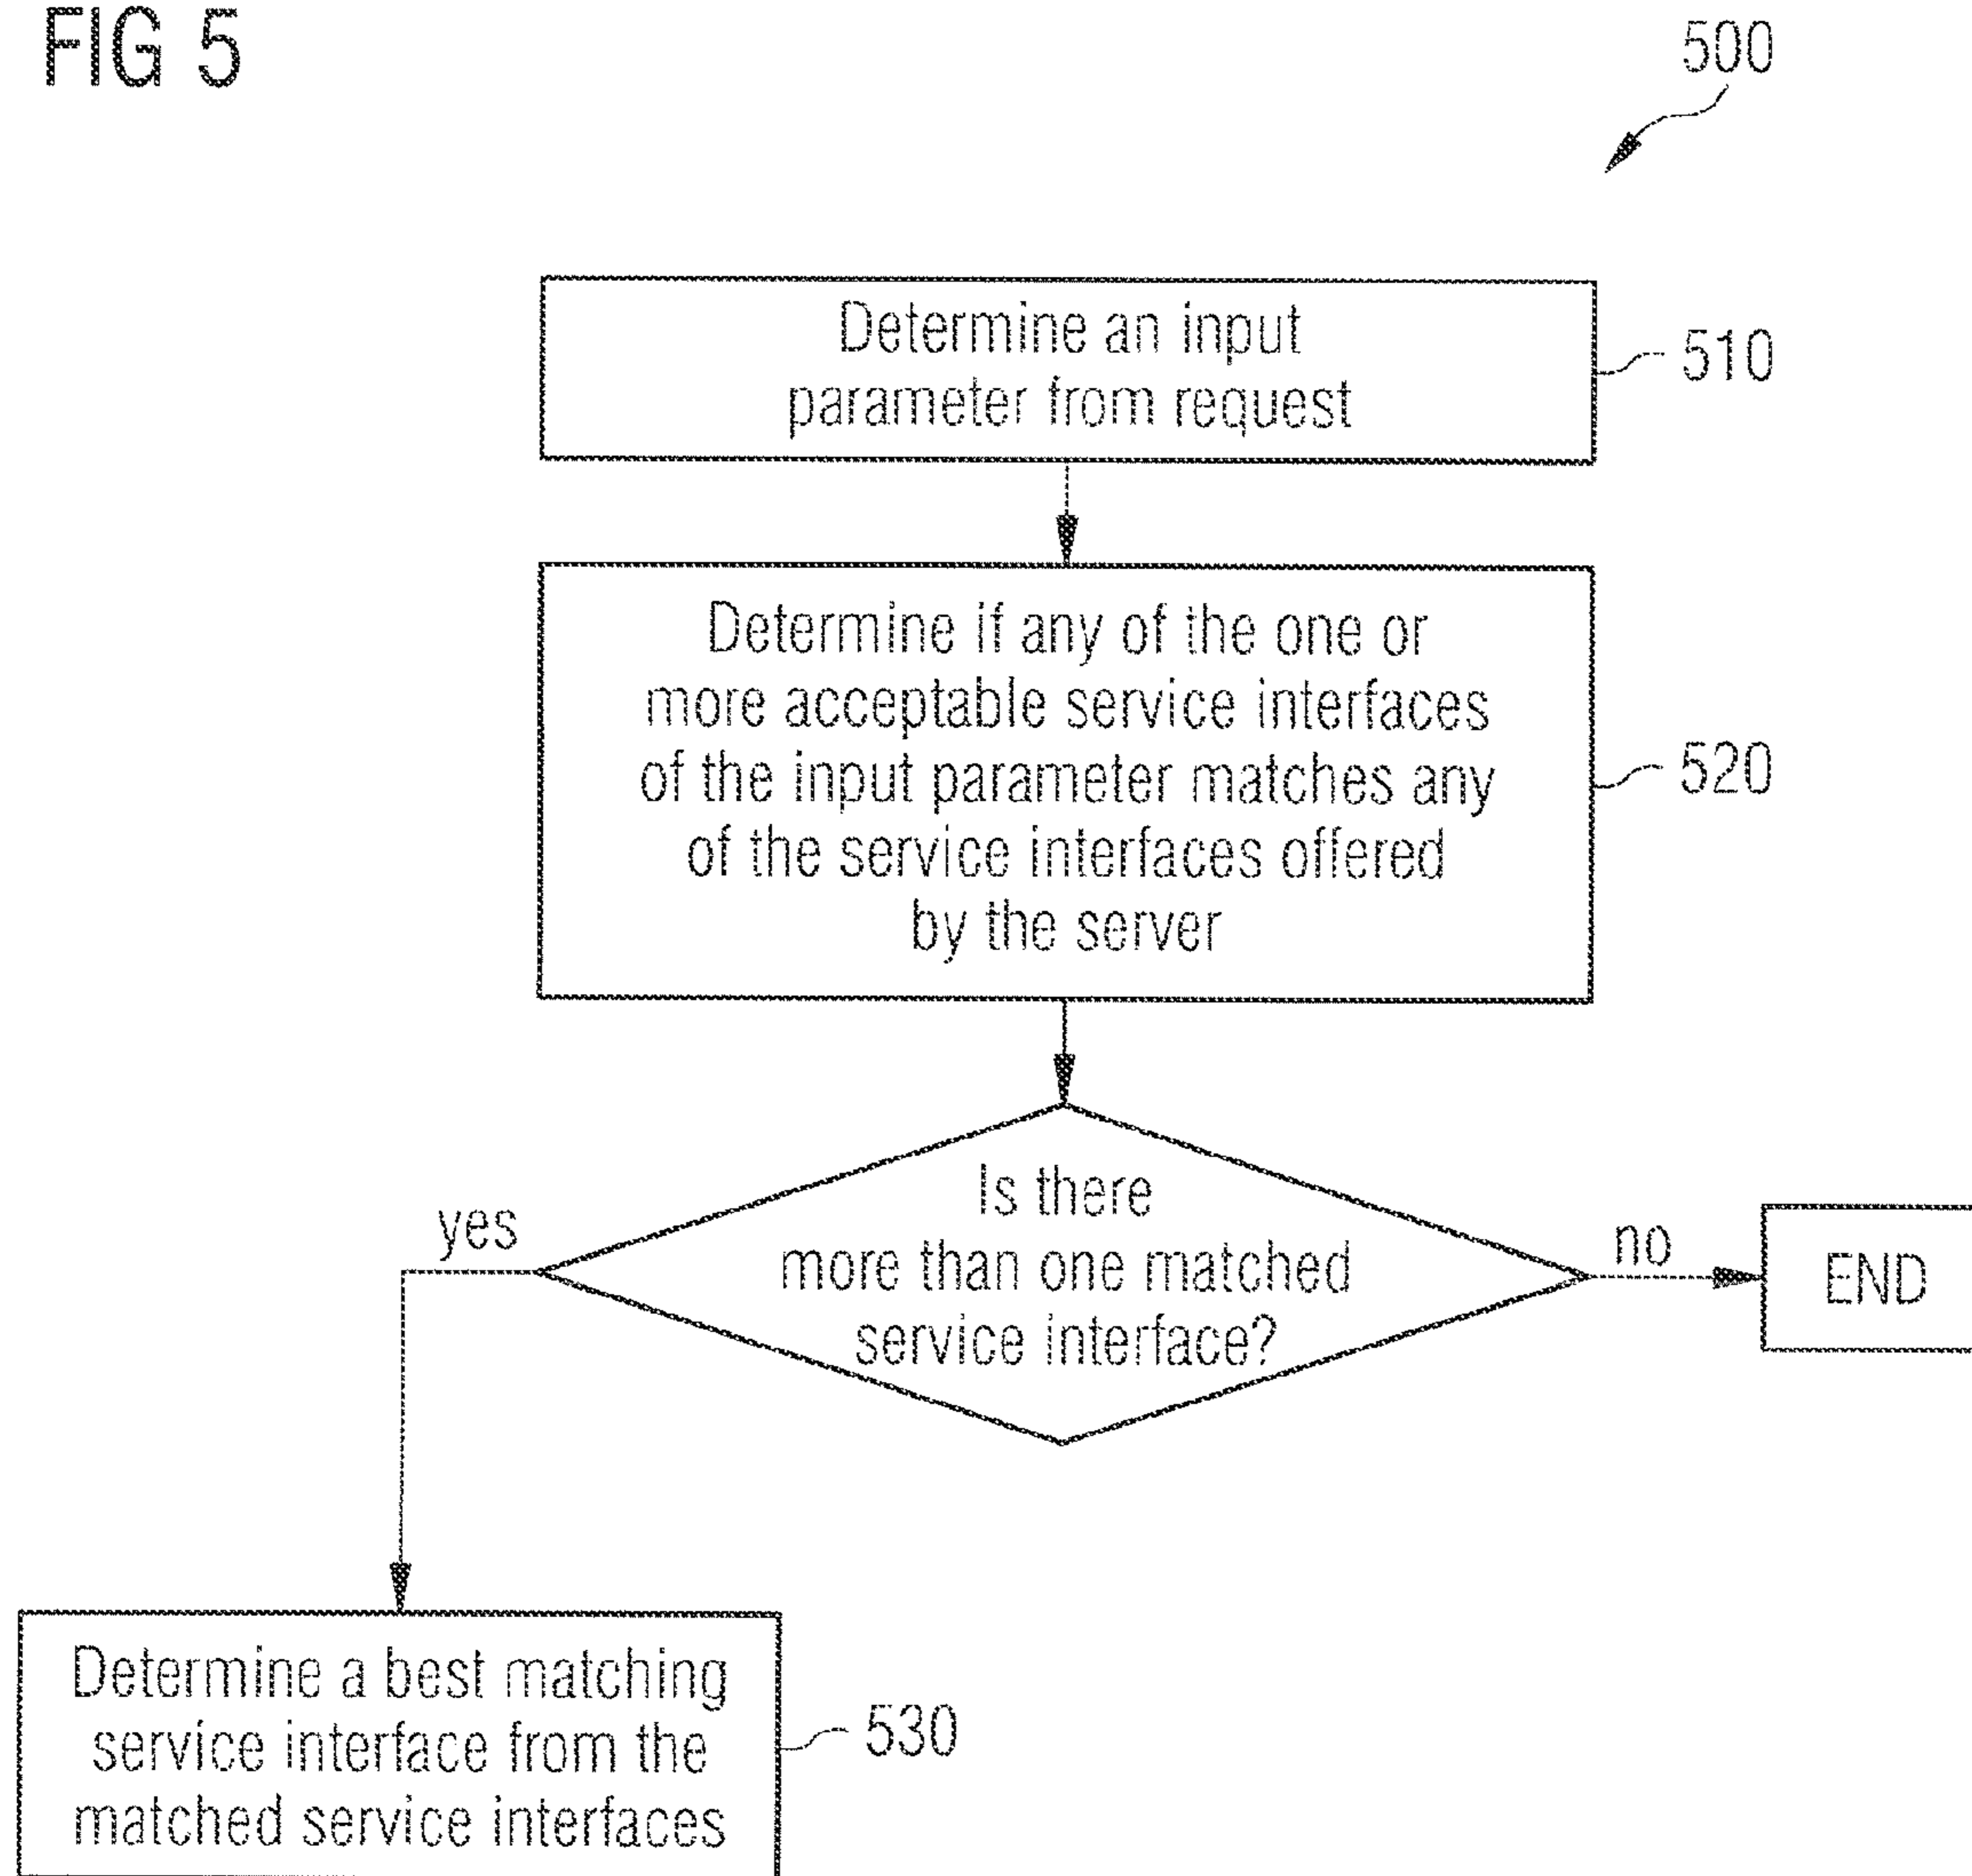 FIG 5
500
Determine an input
parameter from request
510
Determine if any of the one or
more acceptable service interfaces
of the input parameter matches any
of the service interfaces offered
by the server
520
Is there
more than one matched
service interface?
yes
no
END
Determine a best matching
service interface from the
matched service interfaces
530